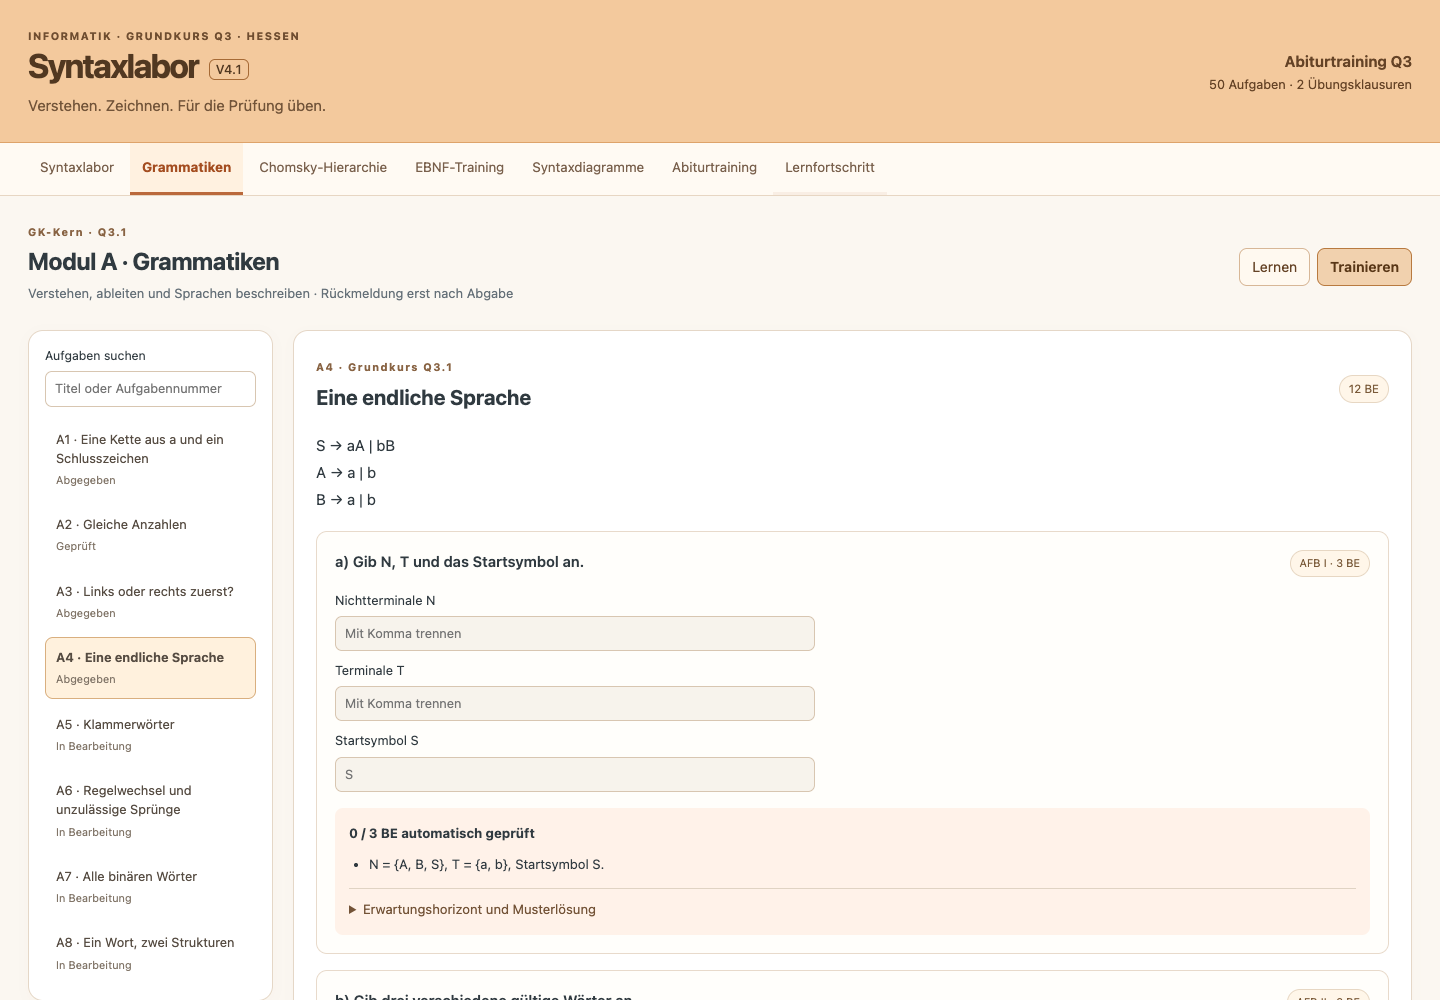 INFORMATIK · GRUNDKURS Q3 · HESSEN
Syntaxlabor V4.1
Verstehen. Zeichnen. Für die Prüfung üben.
Abiturtraining Q3
50 Aufgaben · 2 Übungsklausuren
Syntaxlabor Grammatiken Chomsky-Hierarchie EBNF-Training Syntaxdiagramme Abiturtraining Lernfortschritt
GK-Kern · Q3.1
Modul A · Grammatiken
Verstehen, ableiten und Sprachen beschreiben · Rückmeldung erst nach Abgabe
Lernen Trainieren
Aufgaben suchen
Titel oder Aufgabennummer
A1 · Eine Kette aus a und ein
Schlusszeichen
Abgegeben
A2 · Gleiche Anzahlen
Geprüft
A3 · Links oder rechts zuerst?
Abgegeben
A4 · Eine endliche Sprache
Abgegeben
A5 · Klammerwörter
In Bearbeitung
A6 · Regelwechsel und
unzulässige Sprünge
In Bearbeitung
A7 · Alle binären Wörter
In Bearbeitung
A8 · Ein Wort, zwei Strukturen
In Bearbeitung
A4 · Grundkurs Q3.1
Eine endliche Sprache
12 BE
S → aA | bB
A → a | b
B → a | b
a) Gib N, T und das Startsymbol an.
AFB I · 3 BE
Nichtterminale N
Mit Komma trennen
Terminale T
Mit Komma trennen
Startsymbol S
S
0 / 3 BE automatisch geprüft
• N = {A, B, S}, T = {a, b}, Startsymbol S.
▶ Erwartungshorizont und Musterlösung
b) Gib drei verschiedene gültige Wörter an.